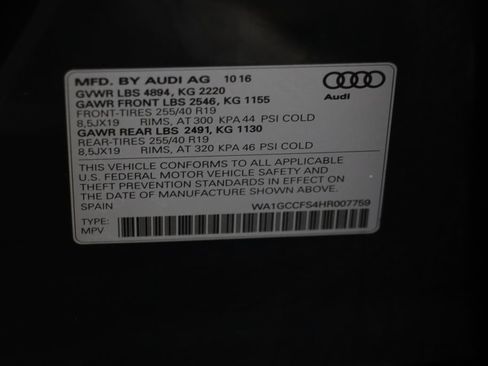 MFD. BY AUDI AG 10 16
GVWR LBS 4894, KG 2220
GAWR FRONT LBS 2546, KG 1155
FRONT-TIRES 255/40 R19
8,5JX19 RIMS, AT 300 KPA 44 PSI COLD
GAWR REAR LBS 2491, KG 1130
REAR-TIRES 255/40 R19
8,5JX19 RIMS, AT 320 KPA 46 PSI COLD
Audi
THIS VEHICLE CONFORMS TO ALL APPLICABLE
U.S. FEDERAL MOTOR VEHICLE SAFETY AND
THEFT PREVENTION STANDARDS IN EFFECT ON
THE DATE OF MANUFACTURE SHOWN ABOVE.
SPAIN WA1GCCFS4HR007759
TYPE:
MPV